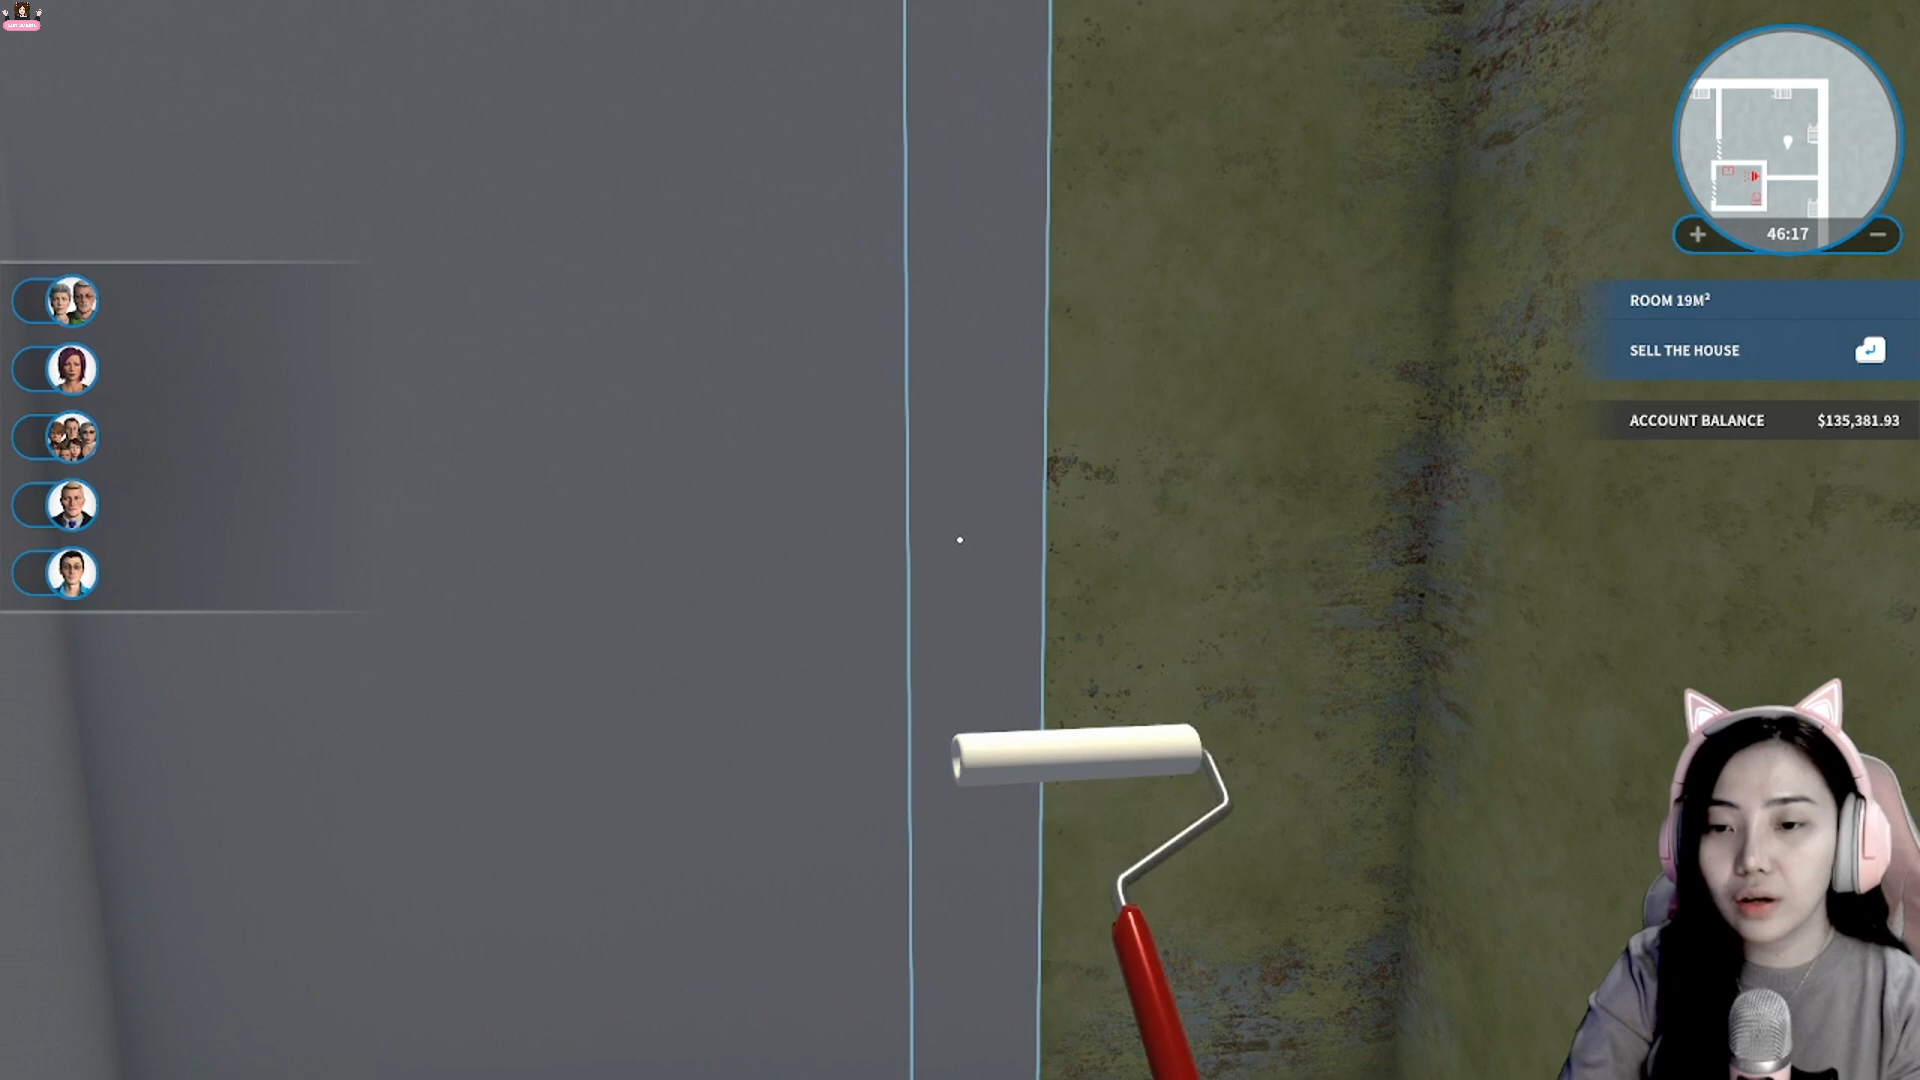 46:17
ROOM 19M²
SELL THE HOUSE
ACCOUNT BALANCE $135,381.93